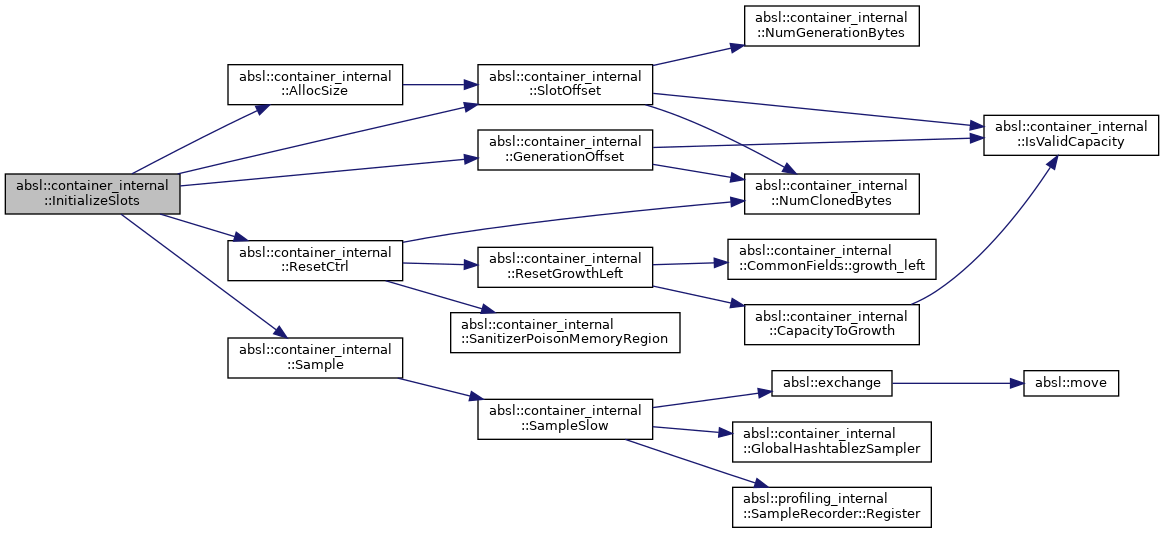 absl::container_internal
::InitializeSlots
absl::container_internal
::AllocSize
absl::container_internal
::SlotOffset
absl::container_internal
::NumGenerationBytes
absl::container_internal
::IsValidCapacity
absl::container_internal
::GenerationOffset
absl::container_internal
::NumClonedBytes
absl::container_internal
::ResetCtrl
absl::container_internal
::ResetGrowthLeft
absl::container_internal
::CommonFields::growth_left
absl::container_internal
::CapacityToGrowth
absl::container_internal
::SanitizerPoisonMemoryRegion
absl::container_internal
::Sample
absl::container_internal
::SampleSlow
absl::exchange
absl::move
absl::container_internal
::GlobalHashtablezSampler
absl::profiling_internal
::SampleRecorder::Register